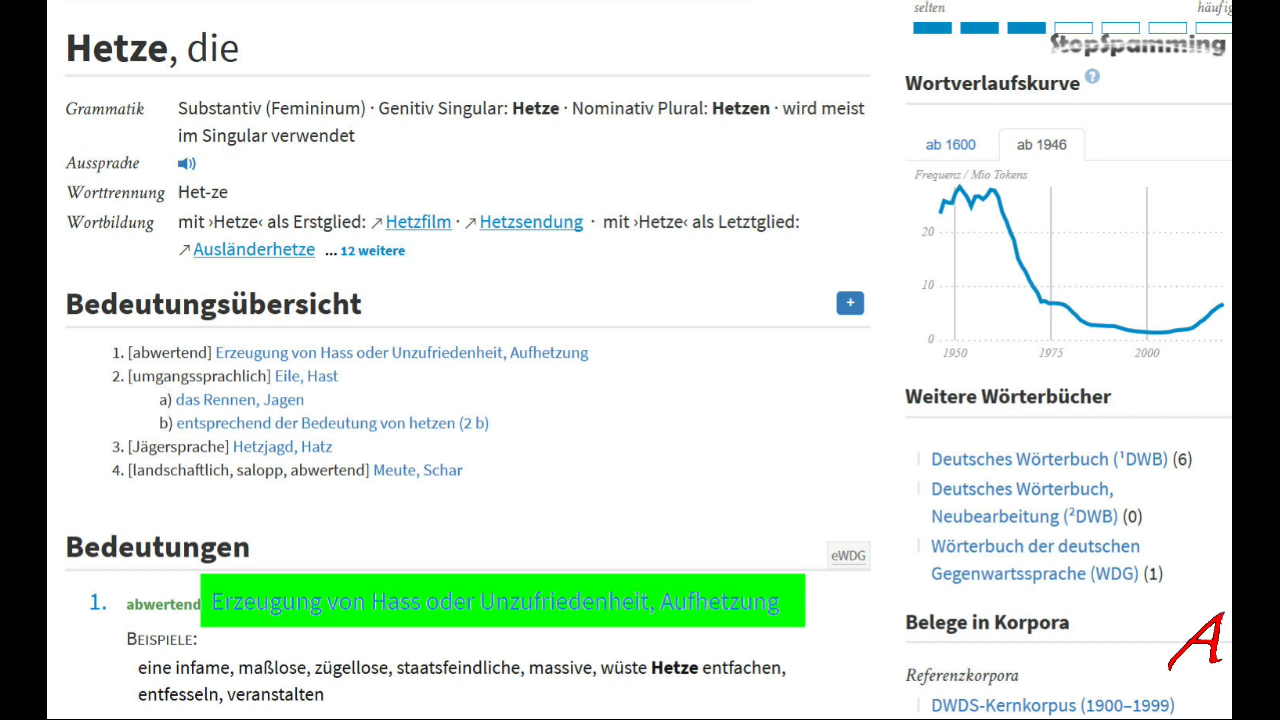 Hetze, die
Grammatik Substantiv (Femininum) · Genitiv Singular: Hetze · Nominativ Plural: Hetzen · wird meist
im Singular verwendet
Aussprache
Worttrennung Het-ze
Wortbildung mit ›Hetze‹ als Erstglied: ↗Hetzfilm · ↗Hetzsendung · mit ›Hetze‹ als Letztglied:
↗Ausländerhetze ... 12 weitere
Bedeutungsübersicht +
1. [abwertend] Erzeugung von Hass oder Unzufriedenheit, Aufhetzung
2. [umgangssprachlich] Eile, Hast
a) das Rennen, Jagen
b) entsprechend der Bedeutung von hetzen (2 b)
3. [Jägersprache] Hetzjagd, Hatz
4. [landschaftlich, salopp, abwertend] Meute, Schar
Bedeutungen eWDG
1. abwertend Erzeugung von Hass oder Unzufriedenheit, Aufhetzung
BEISPIELE:
eine infame, maßlose, zügellose, staatsfeindliche, massive, wüste Hetze entfachen,
entfesseln, veranstalten
selten häufig
StopSpamming
Wortverlaufskurve ?
ab 1600 ab 1946
Frequenz / Mio Tokens
20
10
0
1950 1975 2000
Weitere Wörterbücher
Deutsches Wörterbuch (¹DWB) (6)
Deutsches Wörterbuch,
Neubearbeitung (²DWB) (0)
Wörterbuch der deutschen
Gegenwartssprache (WDG) (1)
Belege in Korpora
A
Referenzkorpora
DWDS-Kernkorpus (1900–1999)